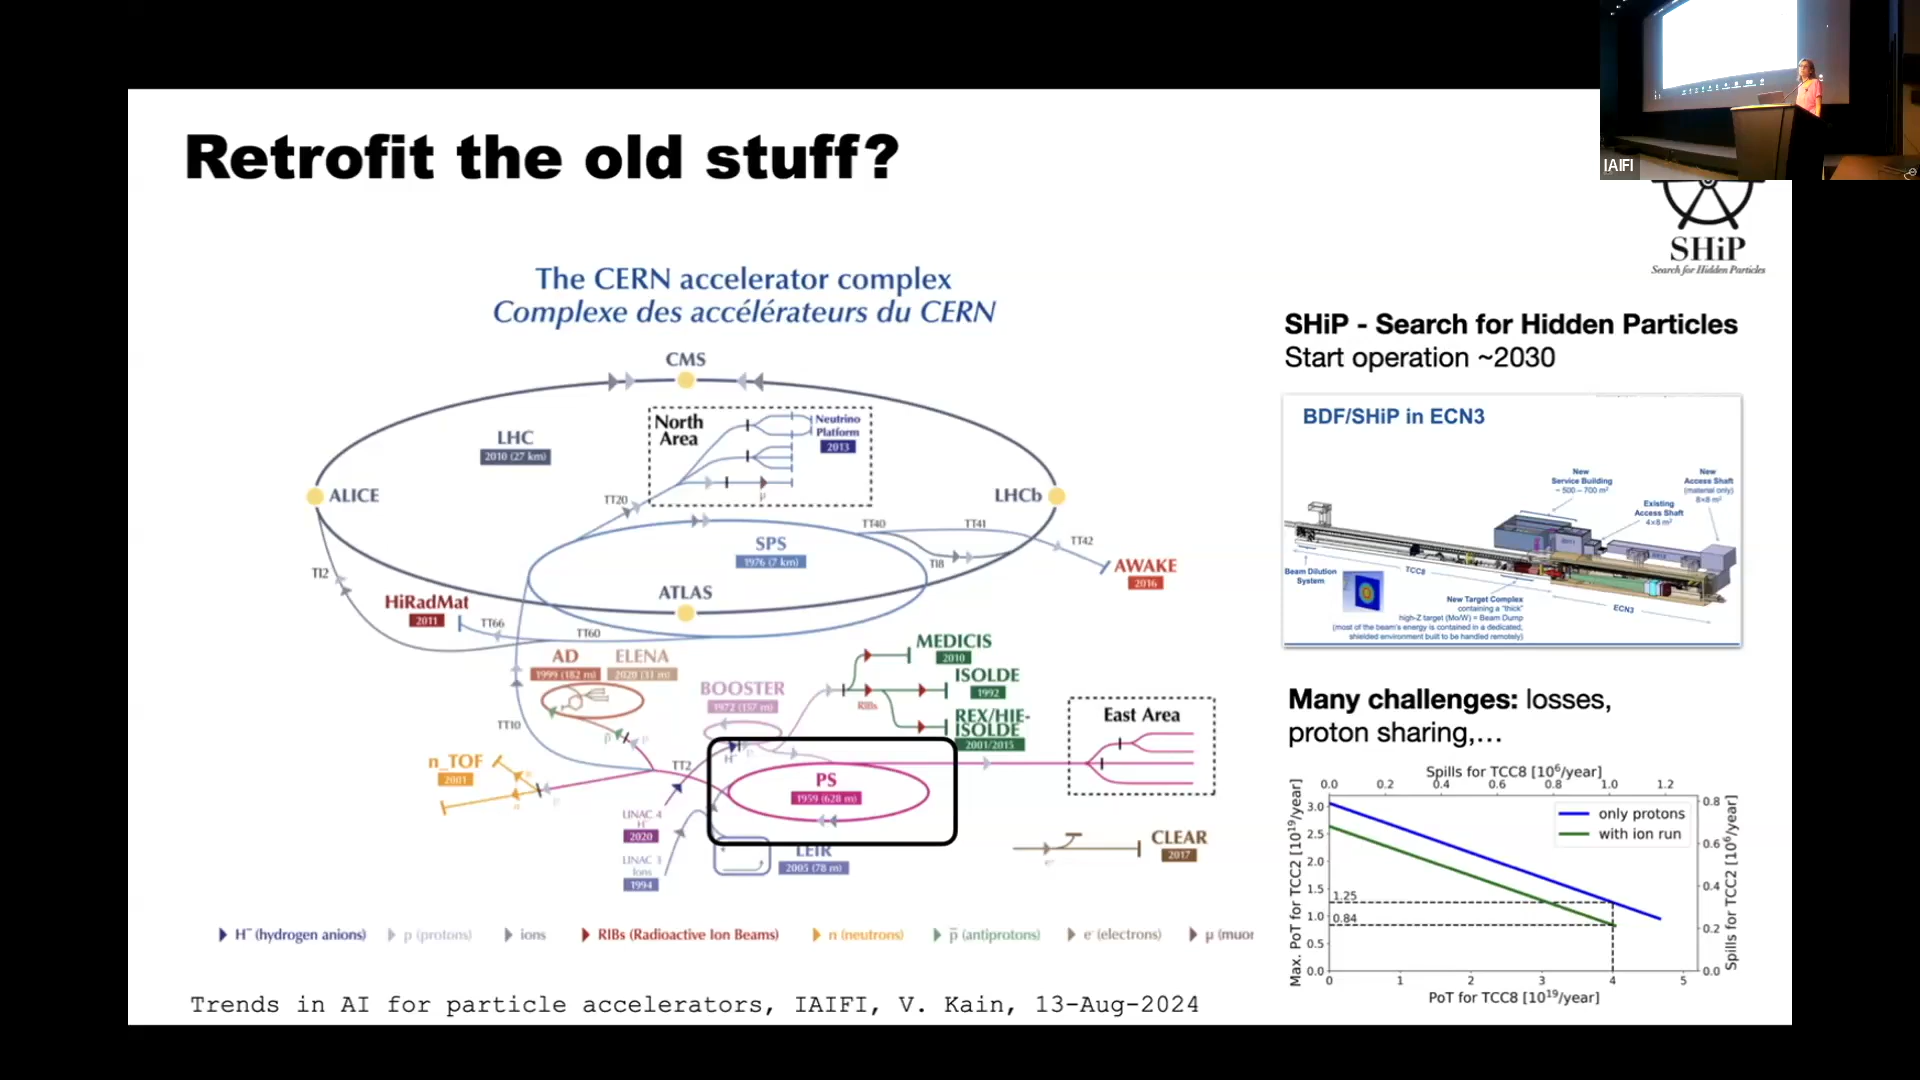 IAIFI
Retrofit the old stuff?
SHiP
Search for Hidden Particles
The CERN accelerator complex
Complexe des accélérateurs du CERN
CMS
North
Area
Neutrino
Platform
2013
LHC
2010 (27 km)
ALICE
LHCb
TT20
µ
TT40
TT41
TT42
SPS
1976 (7 km)
TI8
AWAKE
2016
TI2
ATLAS
HiRadMat
2011
TT66
TT60
AD
1999 (182 m)
ELENA
2020 (31 m)
MEDICIS
2010
ISOLDE
1992
BOOSTER
1972 (157 m)
RIBs
REX/HIE-
ISOLDE
2001/2015
East Area
TT10
p̄
p
H⁻
p
n_TOF
2001
n
n
p
TT2
PS
1959 (628 m)
LINAC 4
H⁻
2020
LINAC 3
Ions
1994
LEIR
2005 (78 m)
CLEAR
2017
e⁻
H⁻ (hydrogen anions)
p (protons)
ions
RIBs (Radioactive Ion Beams)
n (neutrons)
p̄ (antiprotons)
e⁻ (electrons)
µ (muor
SHiP - Search for Hidden Particles
Start operation ~2030
BDF/SHiP in ECN3
New
Service Building
~ 500 – 700 m²
New
Access Shaft
(material only)
8×8 m²
Existing
Access Shaft
4×8 m²
Beam Dilution
System
TCC8
ECN3
New Target Complex
containing a "thick"
high-Z target (Mo/W) = Beam Dump
(most of the beam's energy is contained in a dedicated,
shielded environment built to be handled remotely)
Many challenges: losses,
proton sharing,…
Spills for TCC8 [10⁶/year]
0.0 0.2 0.4 0.6 0.8 1.0 1.2
Max. PoT for TCC2 [10¹⁹/year]
3.0
2.5
2.0
1.5
1.0
0.5
0.0
only protons
with ion run
1.25
0.84
0.8
0.6
0.4
0.2
0.0
Spills for TCC2 [10⁶/year]
0 1 2 3 4 5
PoT for TCC8 [10¹⁹/year]
Trends in AI for particle accelerators, IAIFI, V. Kain, 13-Aug-2024